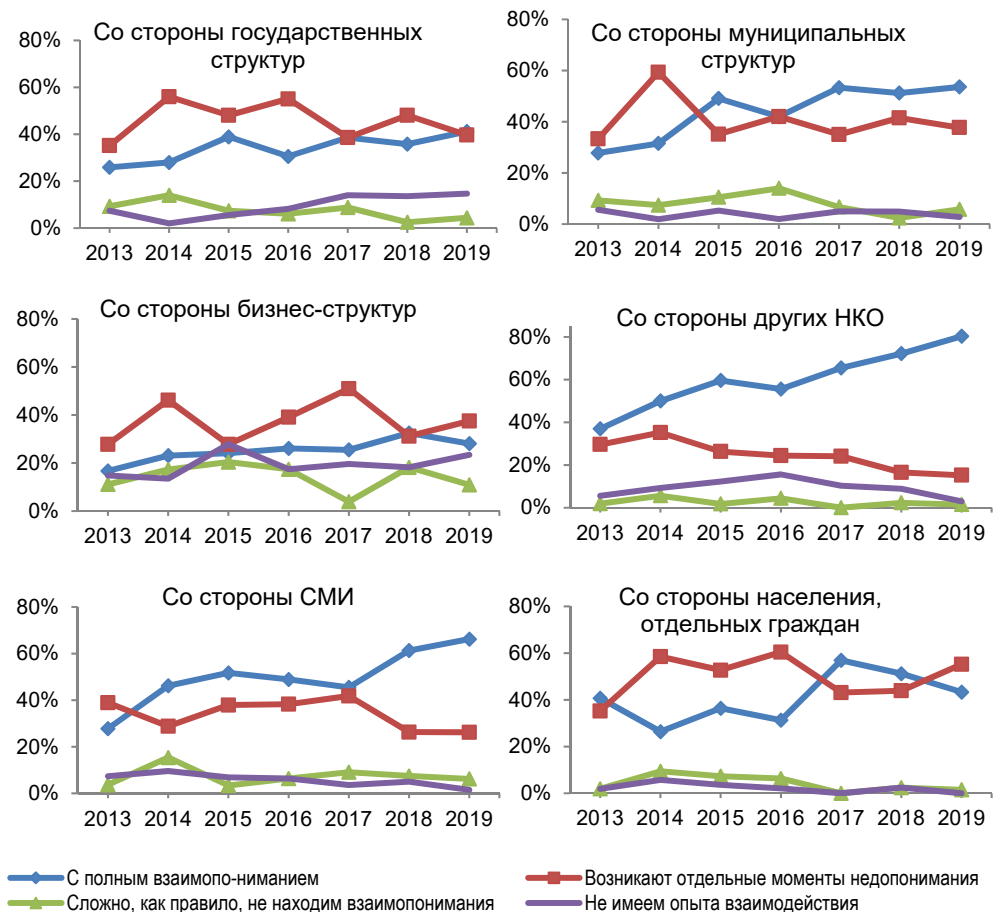 Со стороны государственных
структур
80%
60%
40%
20%
0%
2013 2014 2015 2016 2017 2018 2019
Со стороны муниципальных
структур
80%
60%
40%
20%
0%
2013 2014 2015 2016 2017 2018 2019
Со стороны бизнес-структур
80%
60%
40%
20%
0%
2013 2014 2015 2016 2017 2018 2019
Со стороны других НКО
80%
60%
40%
20%
0%
2013 2014 2015 2016 2017 2018 2019
Со стороны СМИ
80%
60%
40%
20%
0%
2013 2014 2015 2016 2017 2018 2019
Со стороны населения,
отдельных граждан
80%
60%
40%
20%
0%
2013 2014 2015 2016 2017 2018 2019
С полным взаимопо-ниманием
Возникают отдельные моменты недопонимания
Сложно, как правило, не находим взаимопонимания
Не имеем опыта взаимодействия